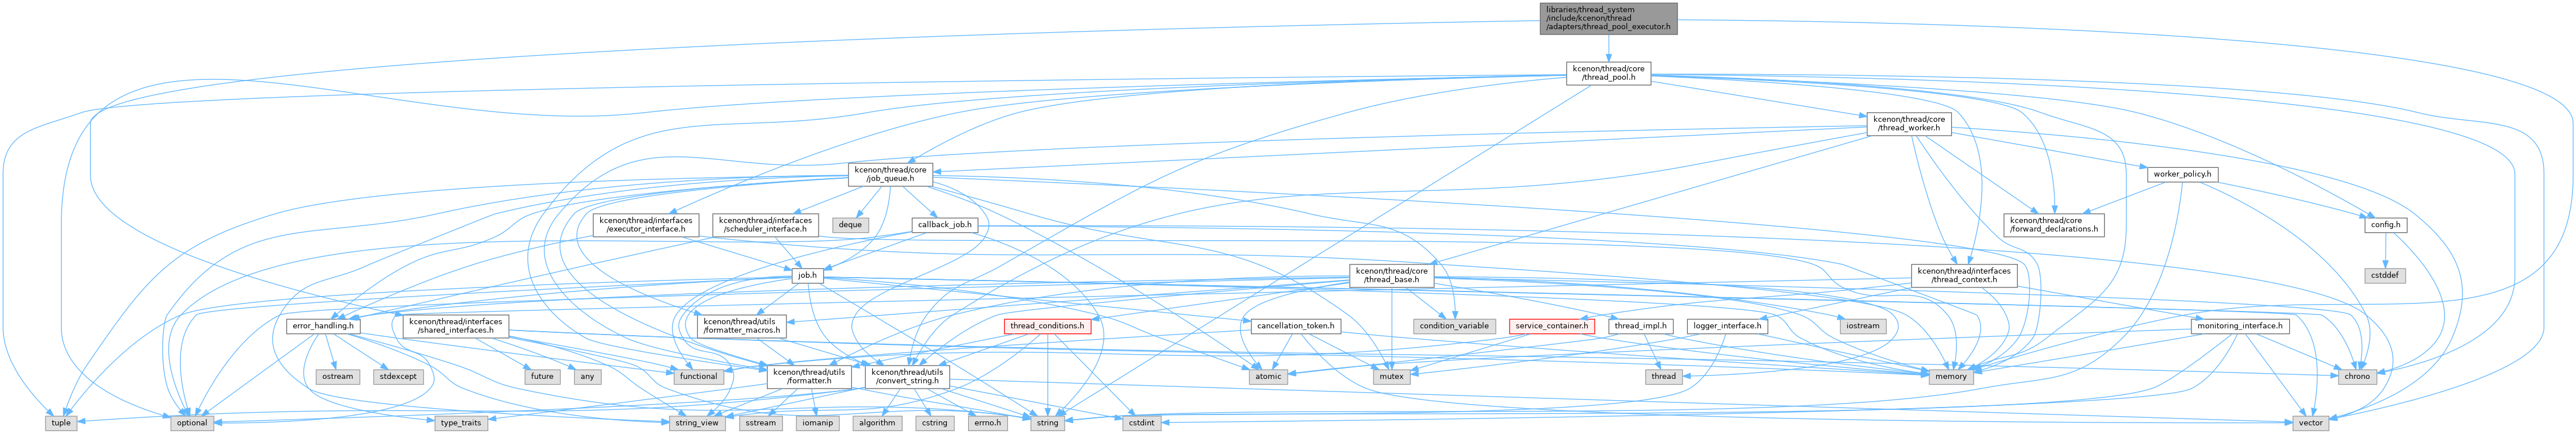 libraries/thread_system
/include/kcenon/thread
/adapters/thread_pool_executor.h
kcenon/thread/core
/thread_pool.h
kcenon/thread/core
/thread_worker.h
kcenon/thread/core
/job_queue.h
worker_policy.h
kcenon/thread/interfaces
/executor_interface.h
kcenon/thread/interfaces
/scheduler_interface.h
deque
callback_job.h
kcenon/thread/core
/forward_declarations.h
config.h
job.h
kcenon/thread/core
/thread_base.h
kcenon/thread/interfaces
/thread_context.h
cstddef
error_handling.h
kcenon/thread/interfaces
/shared_interfaces.h
kcenon/thread/utils
/formatter_macros.h
thread_conditions.h
cancellation_token.h
condition_variable
service_container.h
thread_impl.h
logger_interface.h
iostream
monitoring_interface.h
ostream
stdexcept
future
any
functional
kcenon/thread/utils
/formatter.h
kcenon/thread/utils
/convert_string.h
atomic
mutex
thread
memory
chrono
tuple
optional
type_traits
string_view
sstream
iomanip
algorithm
cstring
errno.h
string
cstdint
vector